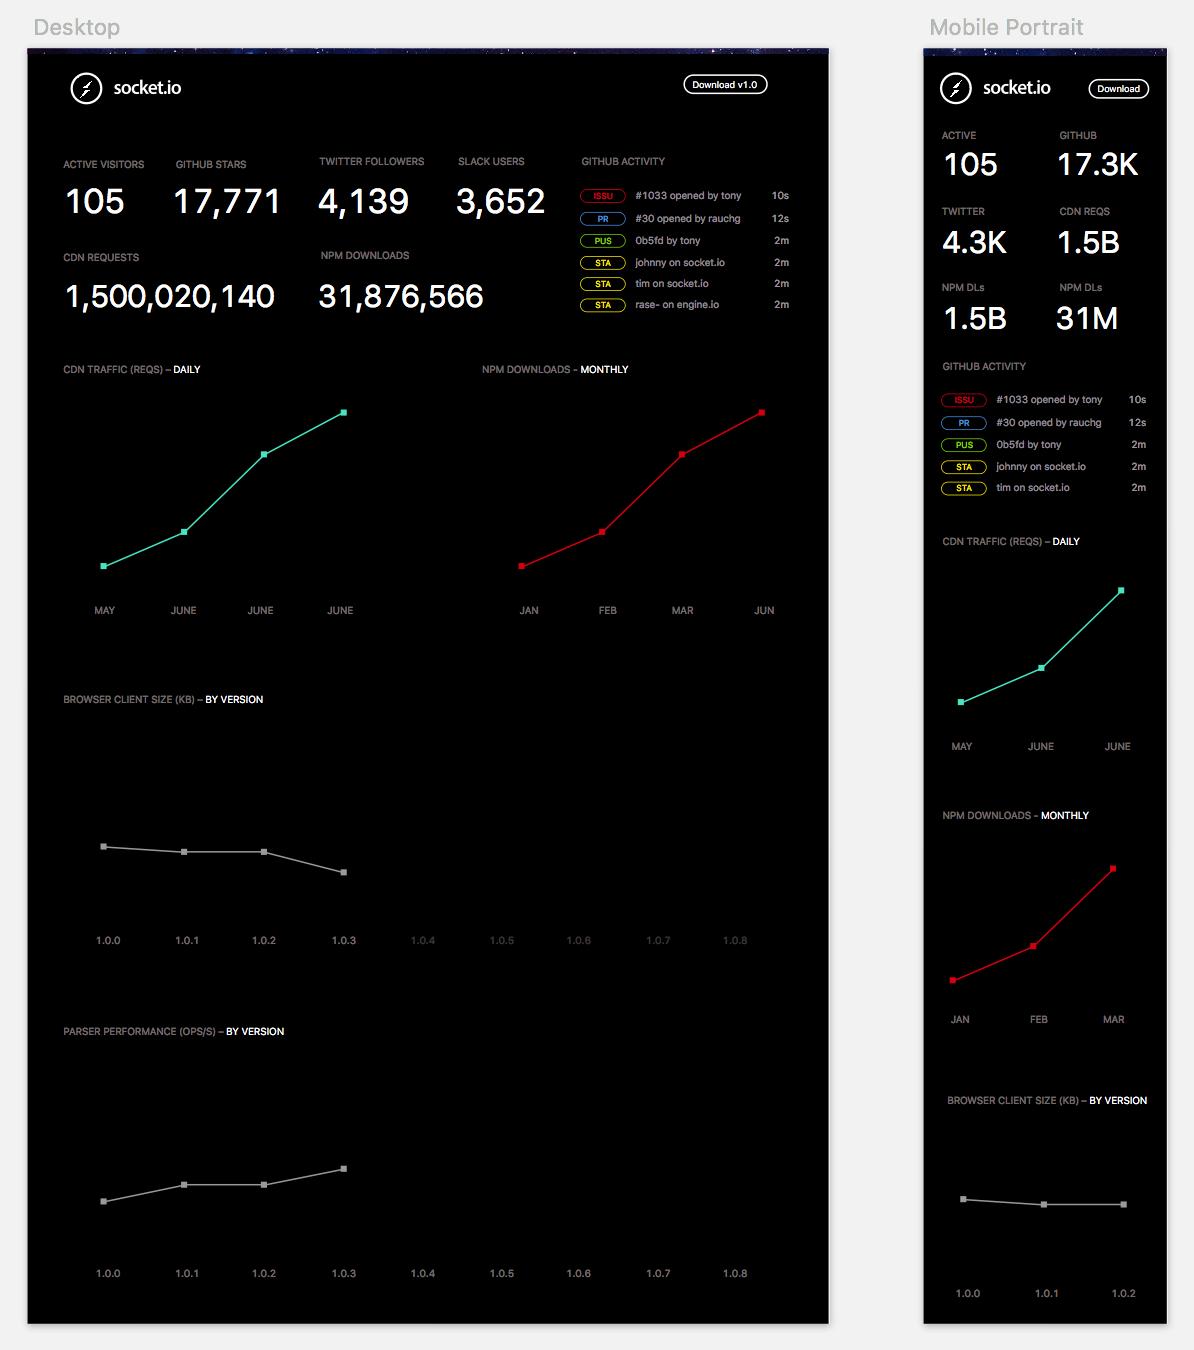 Desktop
socket.io
Download v1.0
ACTIVE VISITORS
GITHUB STARS
TWITTER FOLLOWERS
SLACK USERS
105
17,771
4,139
3,652
CDN REQUESTS
NPM DOWNLOADS
1,500,020,140
31,876,566
GITHUB ACTIVITY
ISSU #1033 opened by tony 10s
PR #30 opened by rauchg 12s
PUS 0b5fd by tony 2m
STA johnny on socket.io 2m
STA tim on socket.io 2m
STA rase- on engine.io 2m
CDN TRAFFIC (REQS) – DAILY
MAY JUNE JUNE JUNE
NPM DOWNLOADS - MONTHLY
JAN FEB MAR JUN
BROWSER CLIENT SIZE (KB) – BY VERSION
1.0.0 1.0.1 1.0.2 1.0.3 1.0.4 1.0.5 1.0.6 1.0.7 1.0.8
PARSER PERFORMANCE (OPS/S) – BY VERSION
1.0.0 1.0.1 1.0.2 1.0.3 1.0.4 1.0.5 1.0.6 1.0.7 1.0.8
Mobile Portrait
socket.io
Download
ACTIVE GITHUB
105 17.3K
TWITTER CDN REQS
4.3K 1.5B
NPM DLs NPM DLs
1.5B 31M
GITHUB ACTIVITY
ISSU #1033 opened by tony 10s
PR #30 opened by rauchg 12s
PUS 0b5fd by tony 2m
STA johnny on socket.io 2m
STA tim on socket.io 2m
CDN TRAFFIC (REQS) – DAILY
MAY JUNE JUNE
NPM DOWNLOADS - MONTHLY
JAN FEB MAR
BROWSER CLIENT SIZE (KB) – BY VERSION
1.0.0 1.0.1 1.0.2